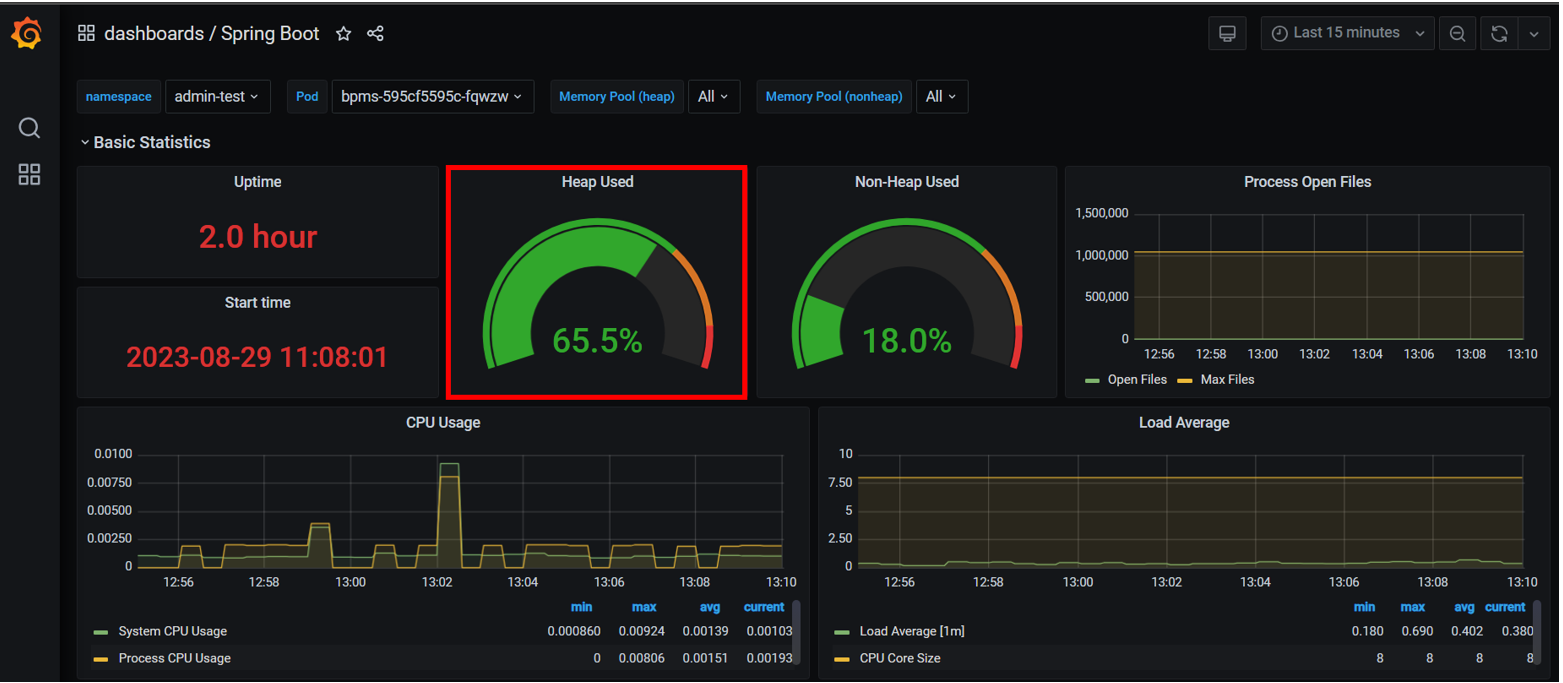 dashboards / Spring Boot
Last 15 minutes
namespace admin-test Pod bpms-595cf5595c-fqwzw Memory Pool (heap) All Memory Pool (nonheap) All
Basic Statistics
Uptime
2.0 hour
Start time
2023-08-29 11:08:01
Heap Used
65.5%
Non-Heap Used
18.0%
Process Open Files
1,500,000
1,000,000
500,000
0
12:56 12:58 13:00 13:02 13:04 13:06 13:08 13:10
Open Files Max Files
CPU Usage
0.0100
0.00750
0.00500
0.00250
0
12:56 12:58 13:00 13:02 13:04 13:06 13:08 13:10
min max avg current
System CPU Usage 0.000860 0.00924 0.00139 0.00103
Process CPU Usage 0 0.00806 0.00151 0.00193
Load Average
10
7.50
5
2.50
0
12:56 12:58 13:00 13:02 13:04 13:06 13:08 13:10
min max avg current
Load Average [1m] 0.180 0.690 0.402 0.380
CPU Core Size 8 8 8 8